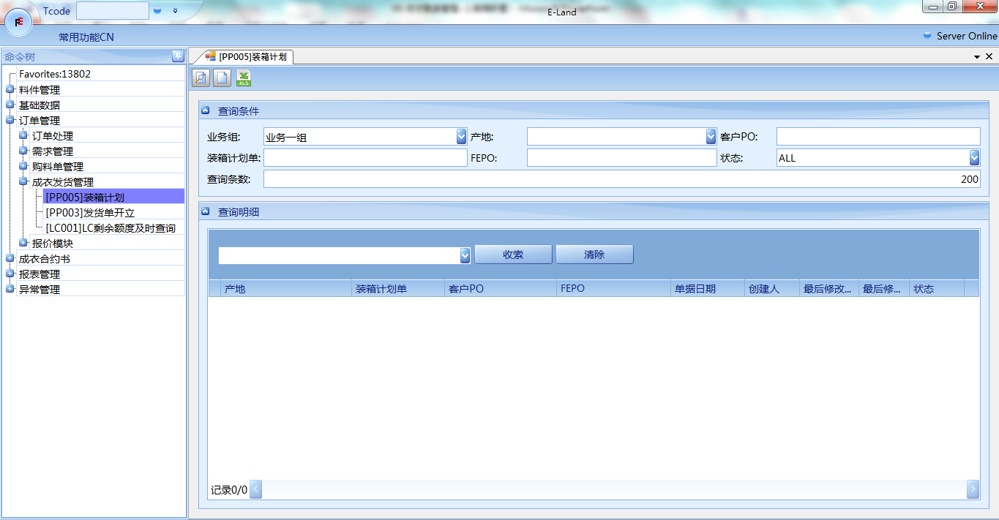 Tcode
E-Land
常用功能CN
Server Online
命令树
Favorites:13802
料件管理
基础数据
订单管理
订单处理
需求管理
购料单管理
成衣发货管理
[PP005]装箱计划
[PP003]发货单开立
[LC001]LC剩余额度及时查询
报价模块
成衣合约书
报表管理
异常管理
[PP005]装箱计划
XLS
查询条件
业务组: 业务一组 产地: 客户PO:
装箱计划单: FEPO: 状态: ALL
查询条数: 200
查询明细
收索 清除
产地 装箱计划单 客户PO FEPO 单据日期 创建人 最后修改... 最后修... 状态
记录0/0